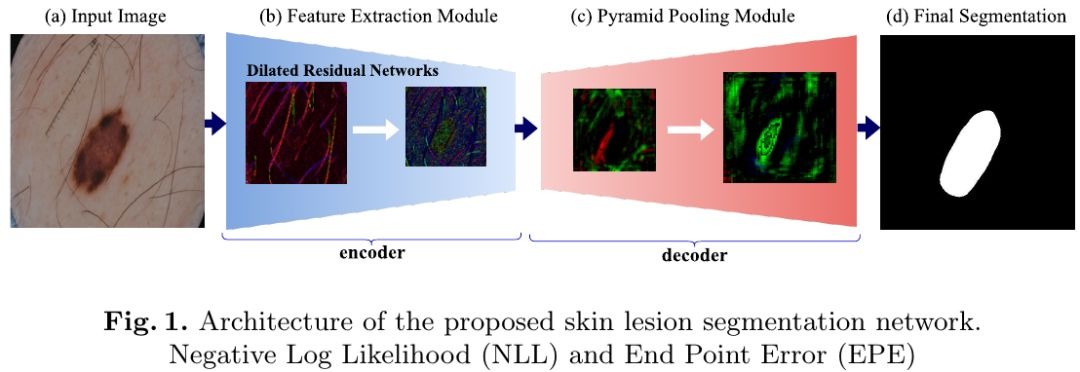 (a) Input Image
(b) Feature Extraction Module
(c) Pyramid Pooling Module
(d) Final Segmentation
Dilated Residual Networks
encoder
decoder
Fig. 1. Architecture of the proposed skin lesion segmentation network.
Negative Log Likelihood (NLL) and End Point Error (EPE)